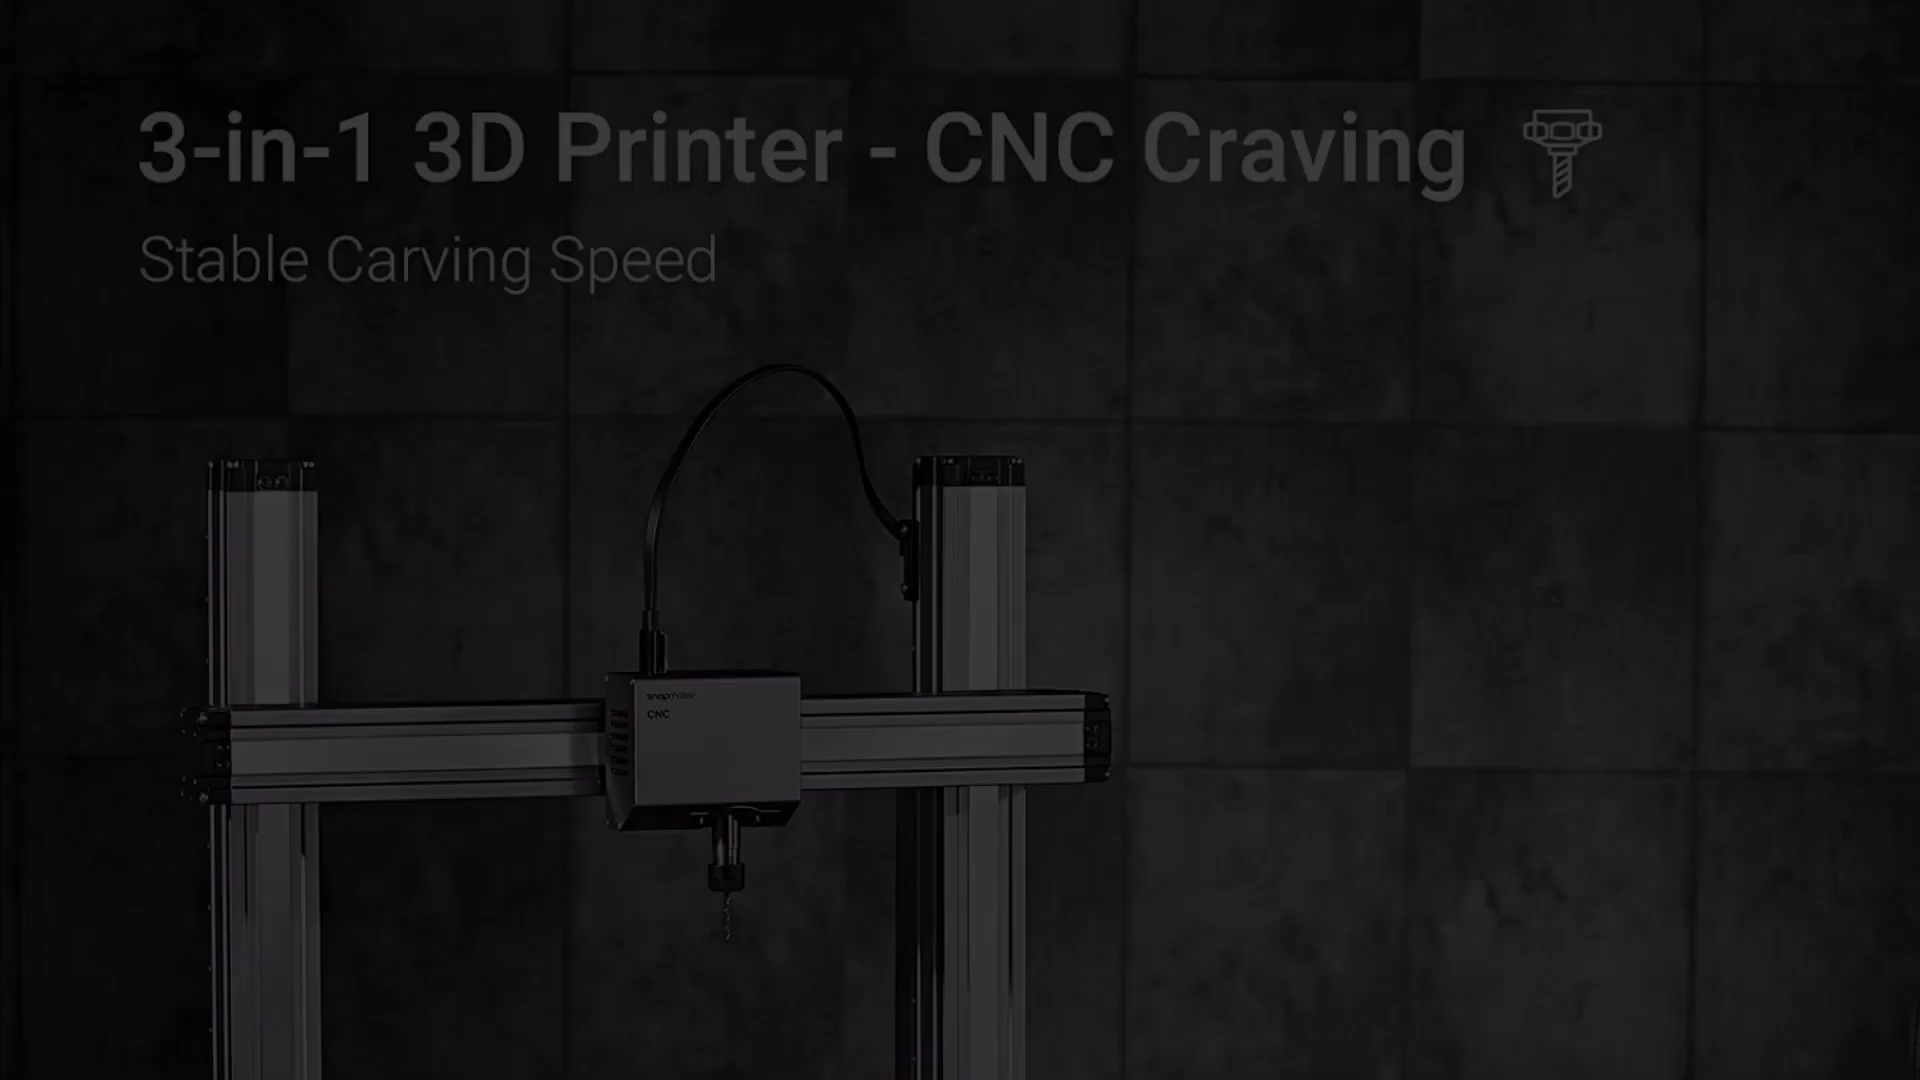 3-in-1 3D Printer - CNC Craving
Stable Carving Speed
snapmaker
CNC